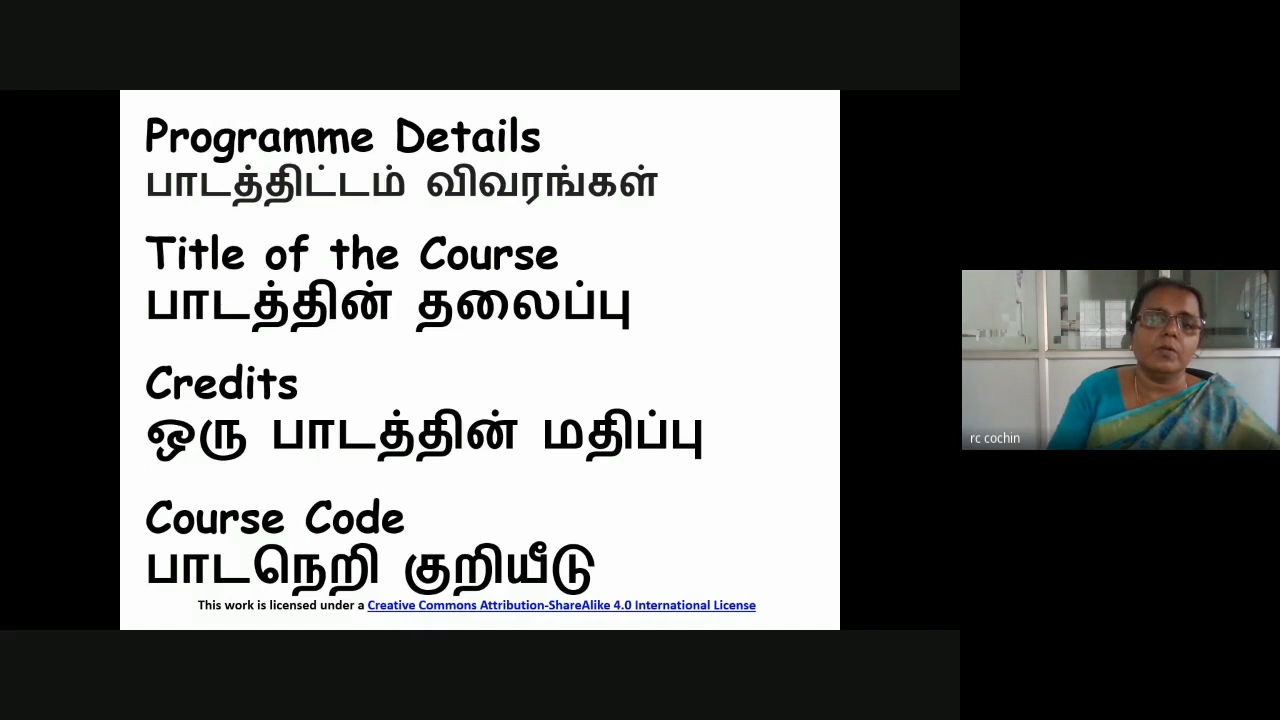 Programme Details
பாடத்திட்டம் விவரங்கள்
Title of the Course
பாடத்தின் தலைப்பு
Credits
ஒரு பாடத்தின் மதிப்பு
Course Code
பாடநெறி குறியீடு
This work is licensed under a Creative Commons Attribution-ShareAlike 4.0 International License
rc cochin